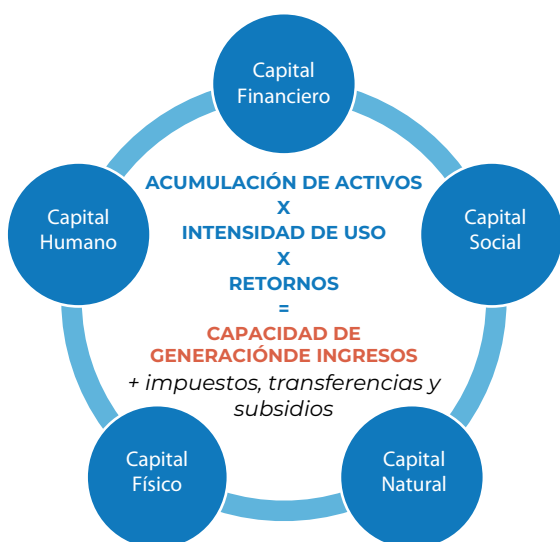 Capital
Financiero
ACUMULACIÓN DE ACTIVOS
X
INTENSIDAD DE USO
X
RETORNOS
=
CAPACIDAD DE
GENERACIÓNDE INGRESOS
+ impuestos, transferencias y
subsidios
Capital
Humano
Capital
Social
Capital
Físico
Capital
Natural